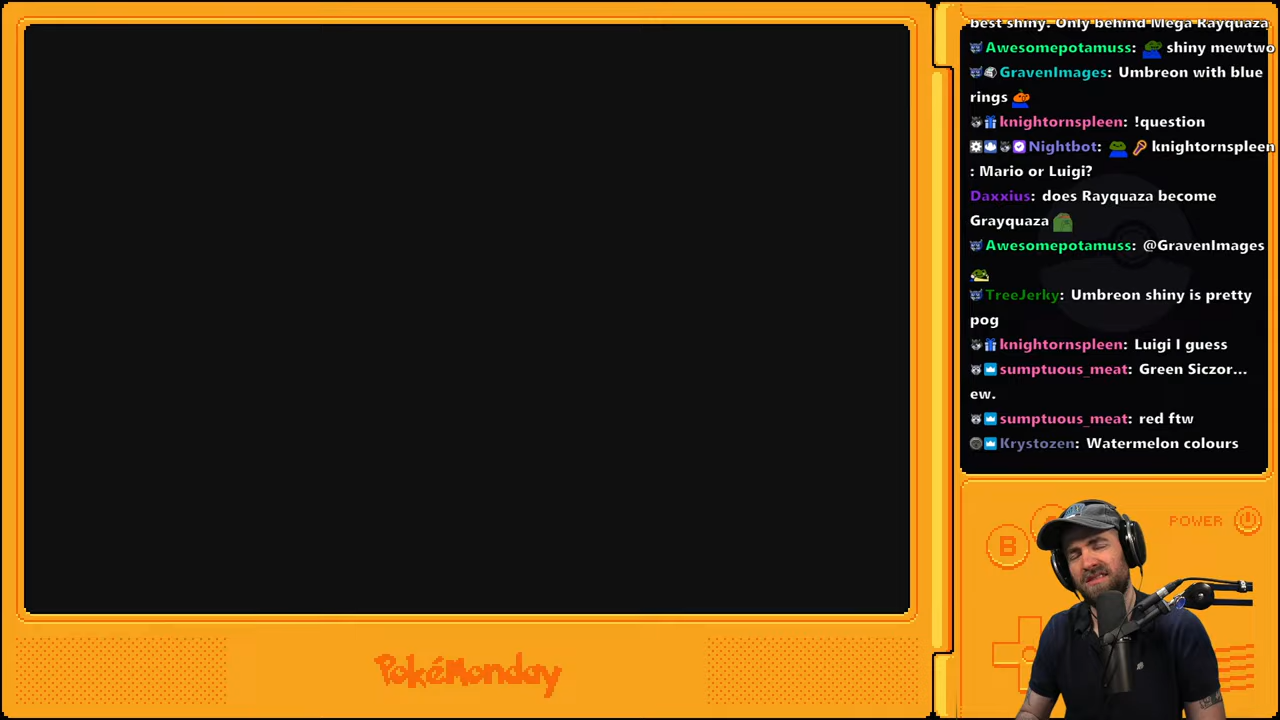 best shiny. Only behind Mega Rayquaza
Awesomepotamuss: shiny mewtwo
GravenImages: Umbreon with blue
rings
knightornspleen: !question
Nightbot: knightornspleen
: Mario or Luigi?
Daxxius: does Rayquaza become
Grayquaza
Awesomepotamuss: @GravenImages
TreeJerky: Umbreon shiny is pretty
pog
knightornspleen: Luigi I guess
sumptuous_meat: Green Siczor...
ew.
sumptuous_meat: red ftw
Krystozen: Watermelon colours
POWER
B
PokéMonday